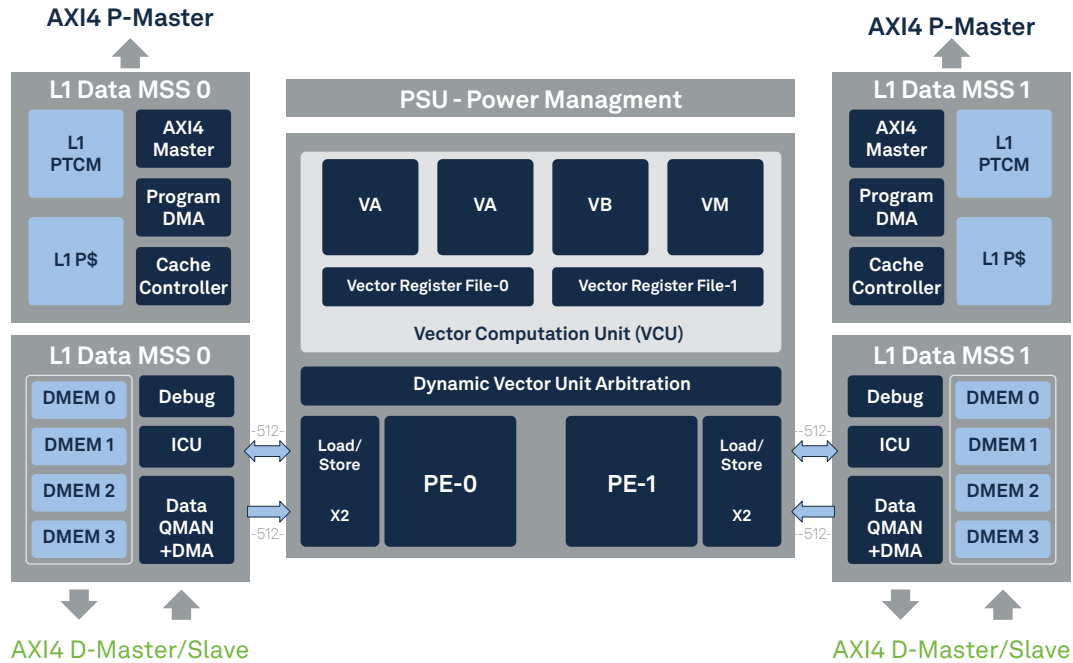 AXI4 P-Master
AXI4 P-Master
L1 Data MSS 0
L1
PTCM
AXI4
Master
Program
DMA
L1 P$
Cache
Controller
PSU - Power Managment
VA
VA
VB
VM
Vector Register File-0
Vector Register File-1
Vector Computation Unit (VCU)
L1 Data MSS 1
AXI4
Master
L1
PTCM
Program
DMA
L1 P$
Cache
Controller
L1 Data MSS 0
DMEM 0
DMEM 1
DMEM 2
DMEM 3
Debug
ICU
Data
QMAN
+DMA
-512-
-512-
Dynamic Vector Unit Arbitration
Load/
Store
X2
PE-0
PE-1
Load/
Store
X2
--512-
--512-
L1 Data MSS 1
Debug
ICU
Data
QMAN
+DMA
DMEM 0
DMEM 1
DMEM 2
DMEM 3
AXI4 D-Master/Slave
AXI4 D-Master/Slave